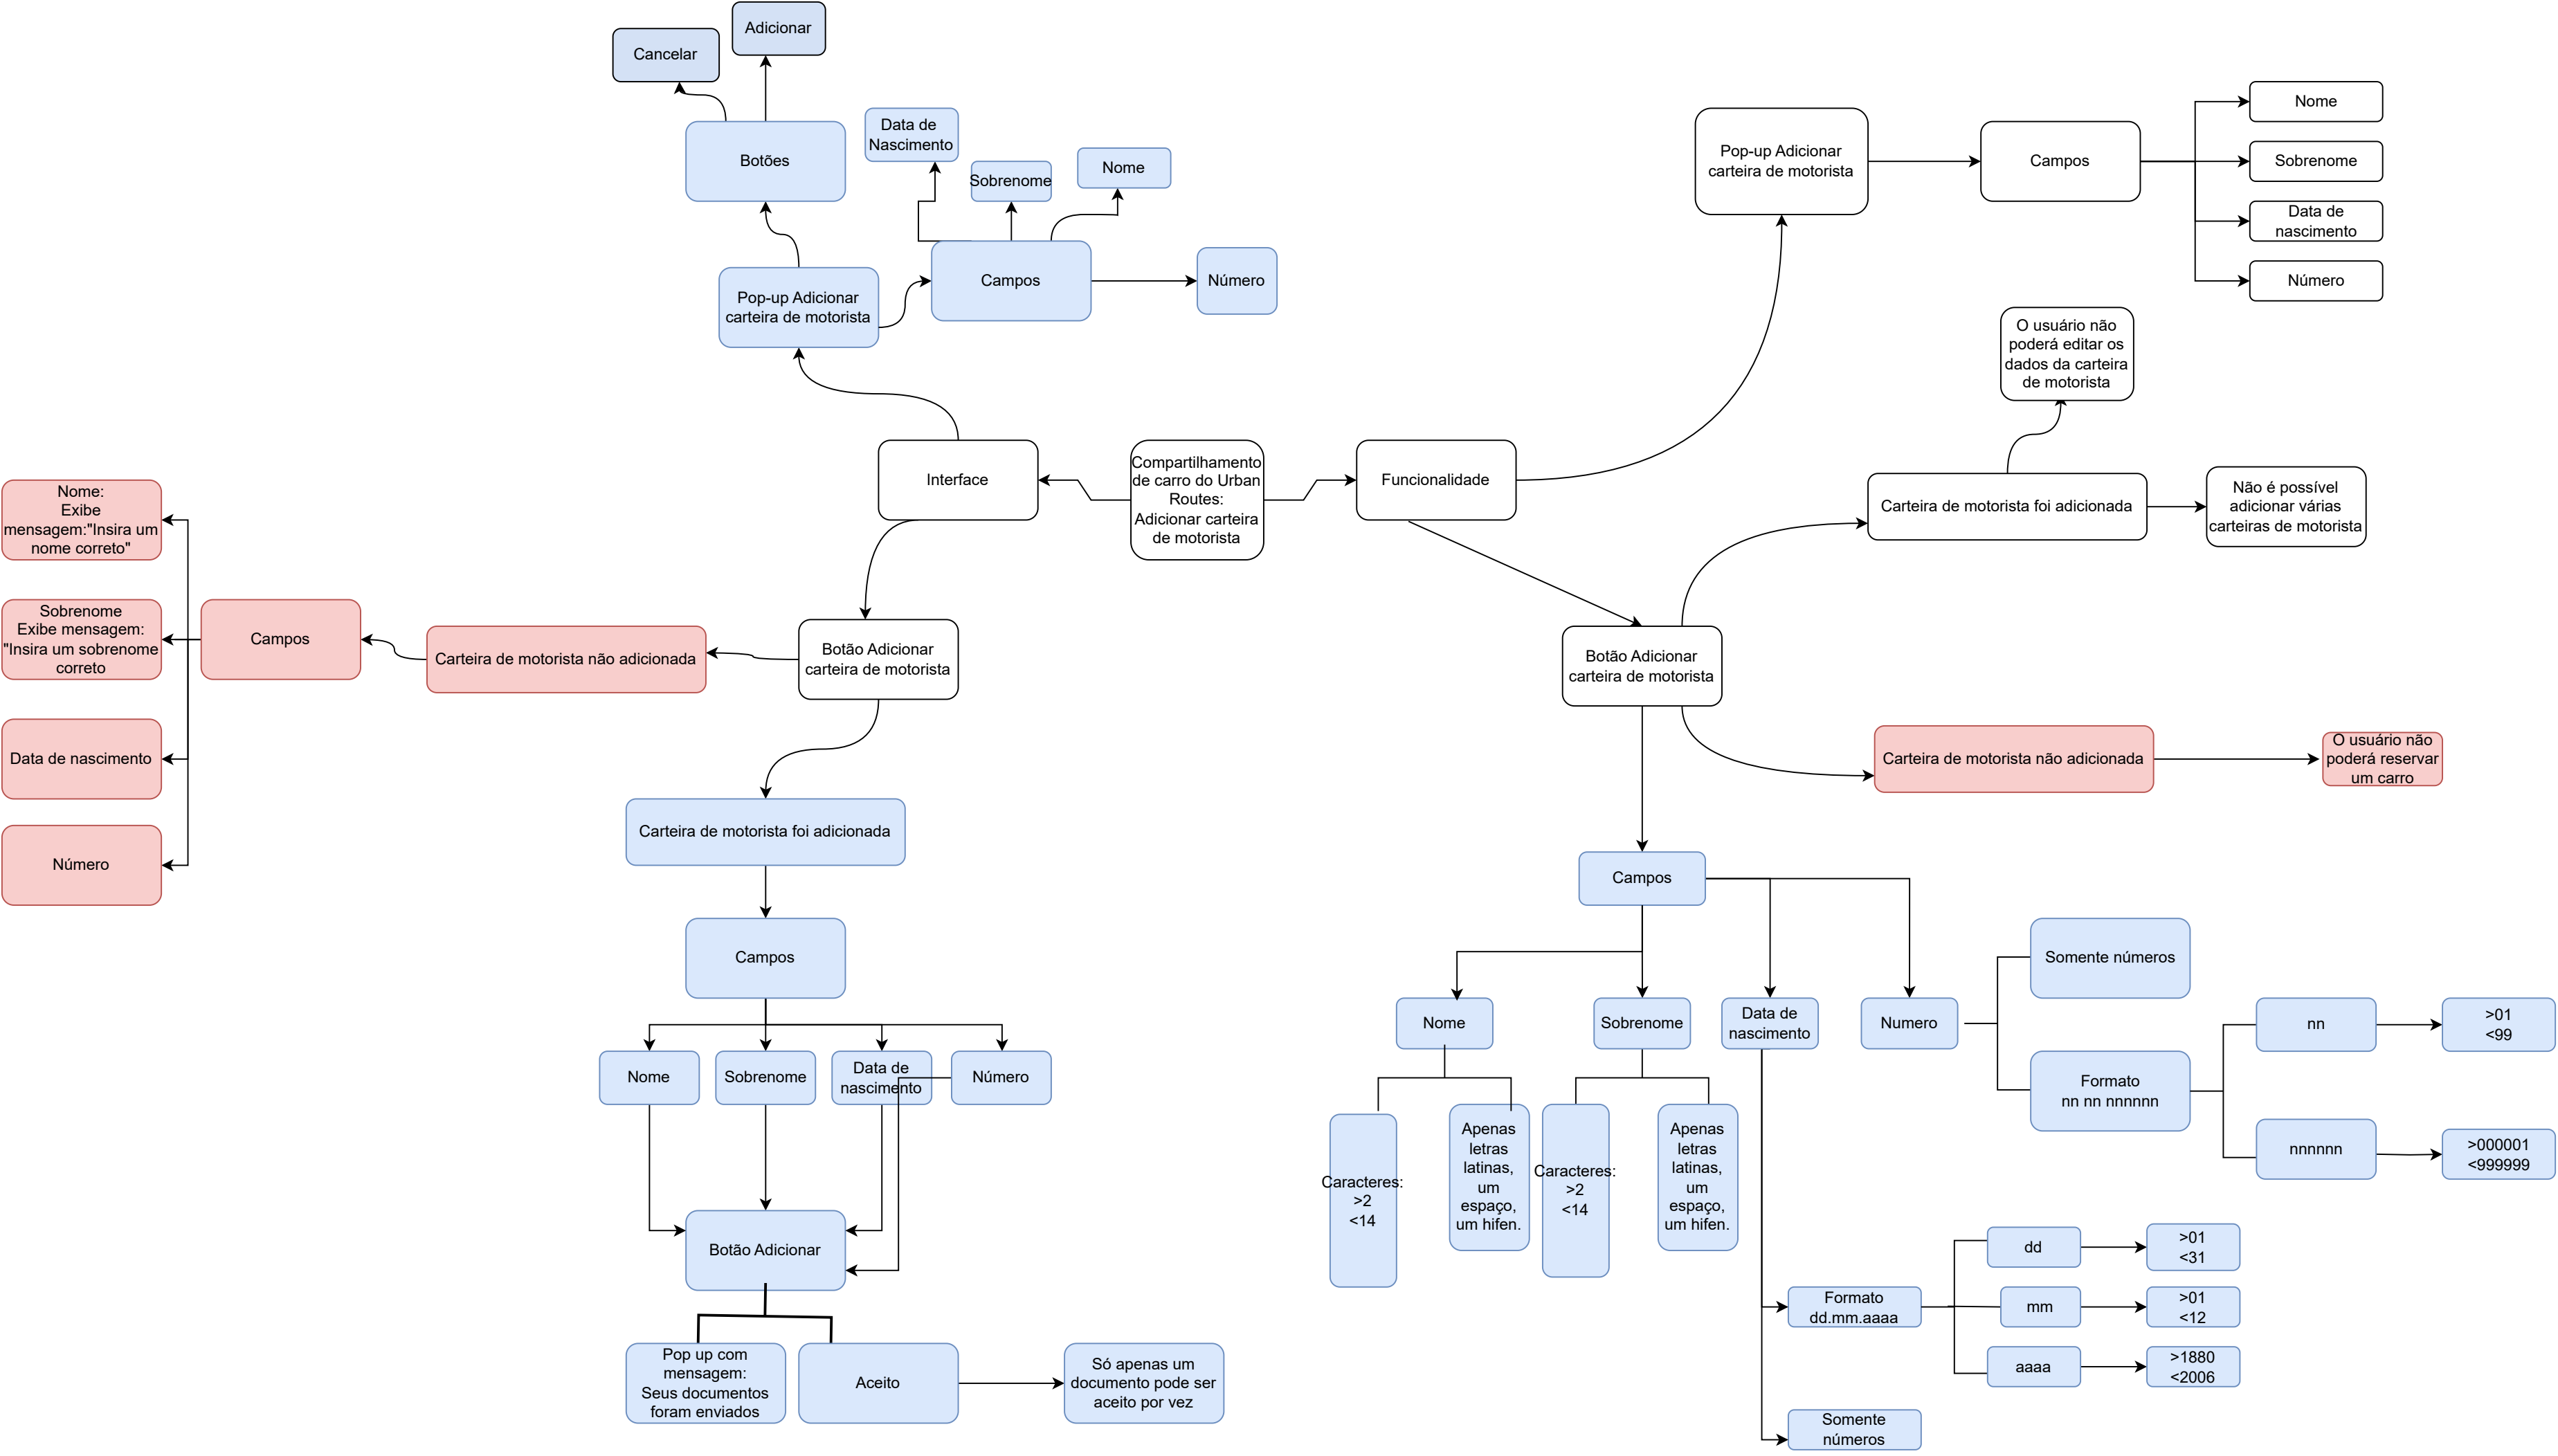 Adicionar
Cancelar
Botões
Data de
Nascimento
Sobrenome
Nome
Campos
Número
Pop-up Adicionar
carteira de motorista
Pop-up Adicionar
carteira de motorista
Campos
Nome
Sobrenome
Data de
nascimento
Número
O usuário não
poderá editar os
dados da carteira
de motorista
Interface
Compartilhamento
de carro do Urban
Routes:
Adicionar carteira
de motorista
Funcionalidade
Carteira de motorista foi adicionada
Não é possível
adicionar várias
carteiras de motorista
Nome:
Exibe
mensagem:"Insira um
nome correto"
Sobrenome
Exibe mensagem:
"Insira um sobrenome
correto
Data de nascimento
Número
Campos
Carteira de motorista não adicionada
Botão Adicionar
carteira de motorista
Botão Adicionar
carteira de motorista
Carteira de motorista não adicionada
O usuário não
poderá reservar
um carro
Carteira de motorista foi adicionada
Campos
Nome
Sobrenome
Data de
nascimento
Número
Botão Adicionar
Pop up com
mensagem:
Seus documentos
foram enviados
Aceito
Só apenas um
documento pode ser
aceito por vez
Campos
Nome
Sobrenome
Data de
nascimento
Numero
Caracteres:
>2
<14
Apenas
letras
latinas,
um
espaço,
um hifen.
Caracteres:
>2
<14
Apenas
letras
latinas,
um
espaço,
um hifen.
Somente números
Formato
nn nn nnnnnn
nn
>01
<99
nnnnnn
>000001
<999999
Formato
dd.mm.aaaa
dd
>01
<31
mm
>01
<12
aaaa
>1880
<2006
Somente
números